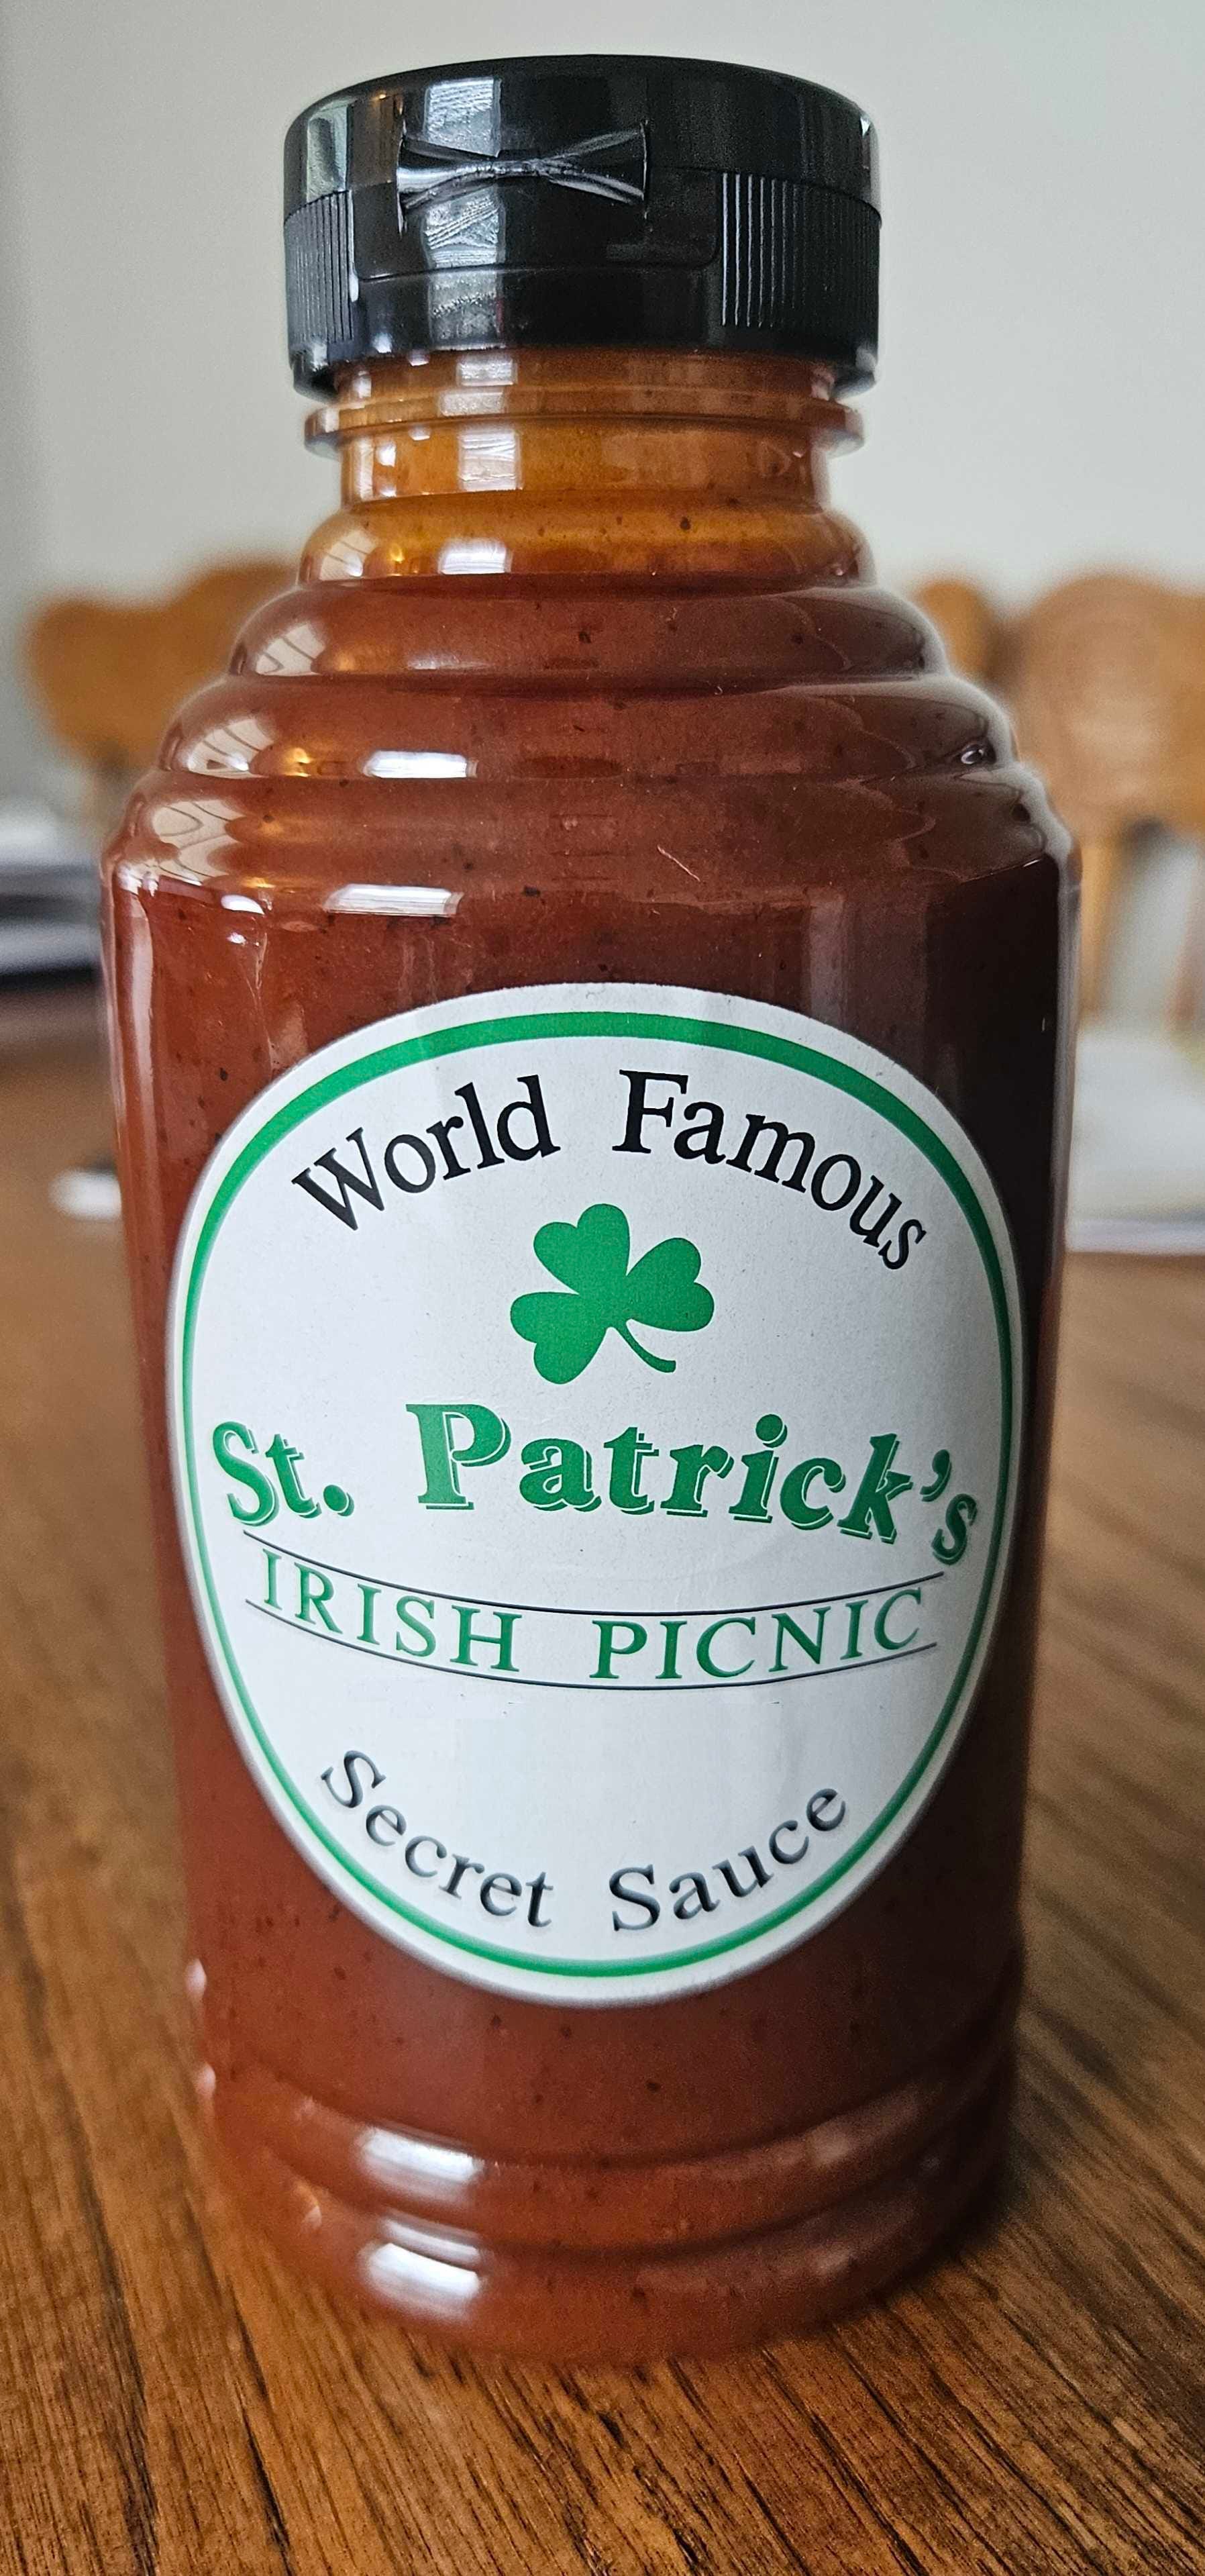 World Famous
St. Patrick's
IRISH PICNIC
Secret Sauce